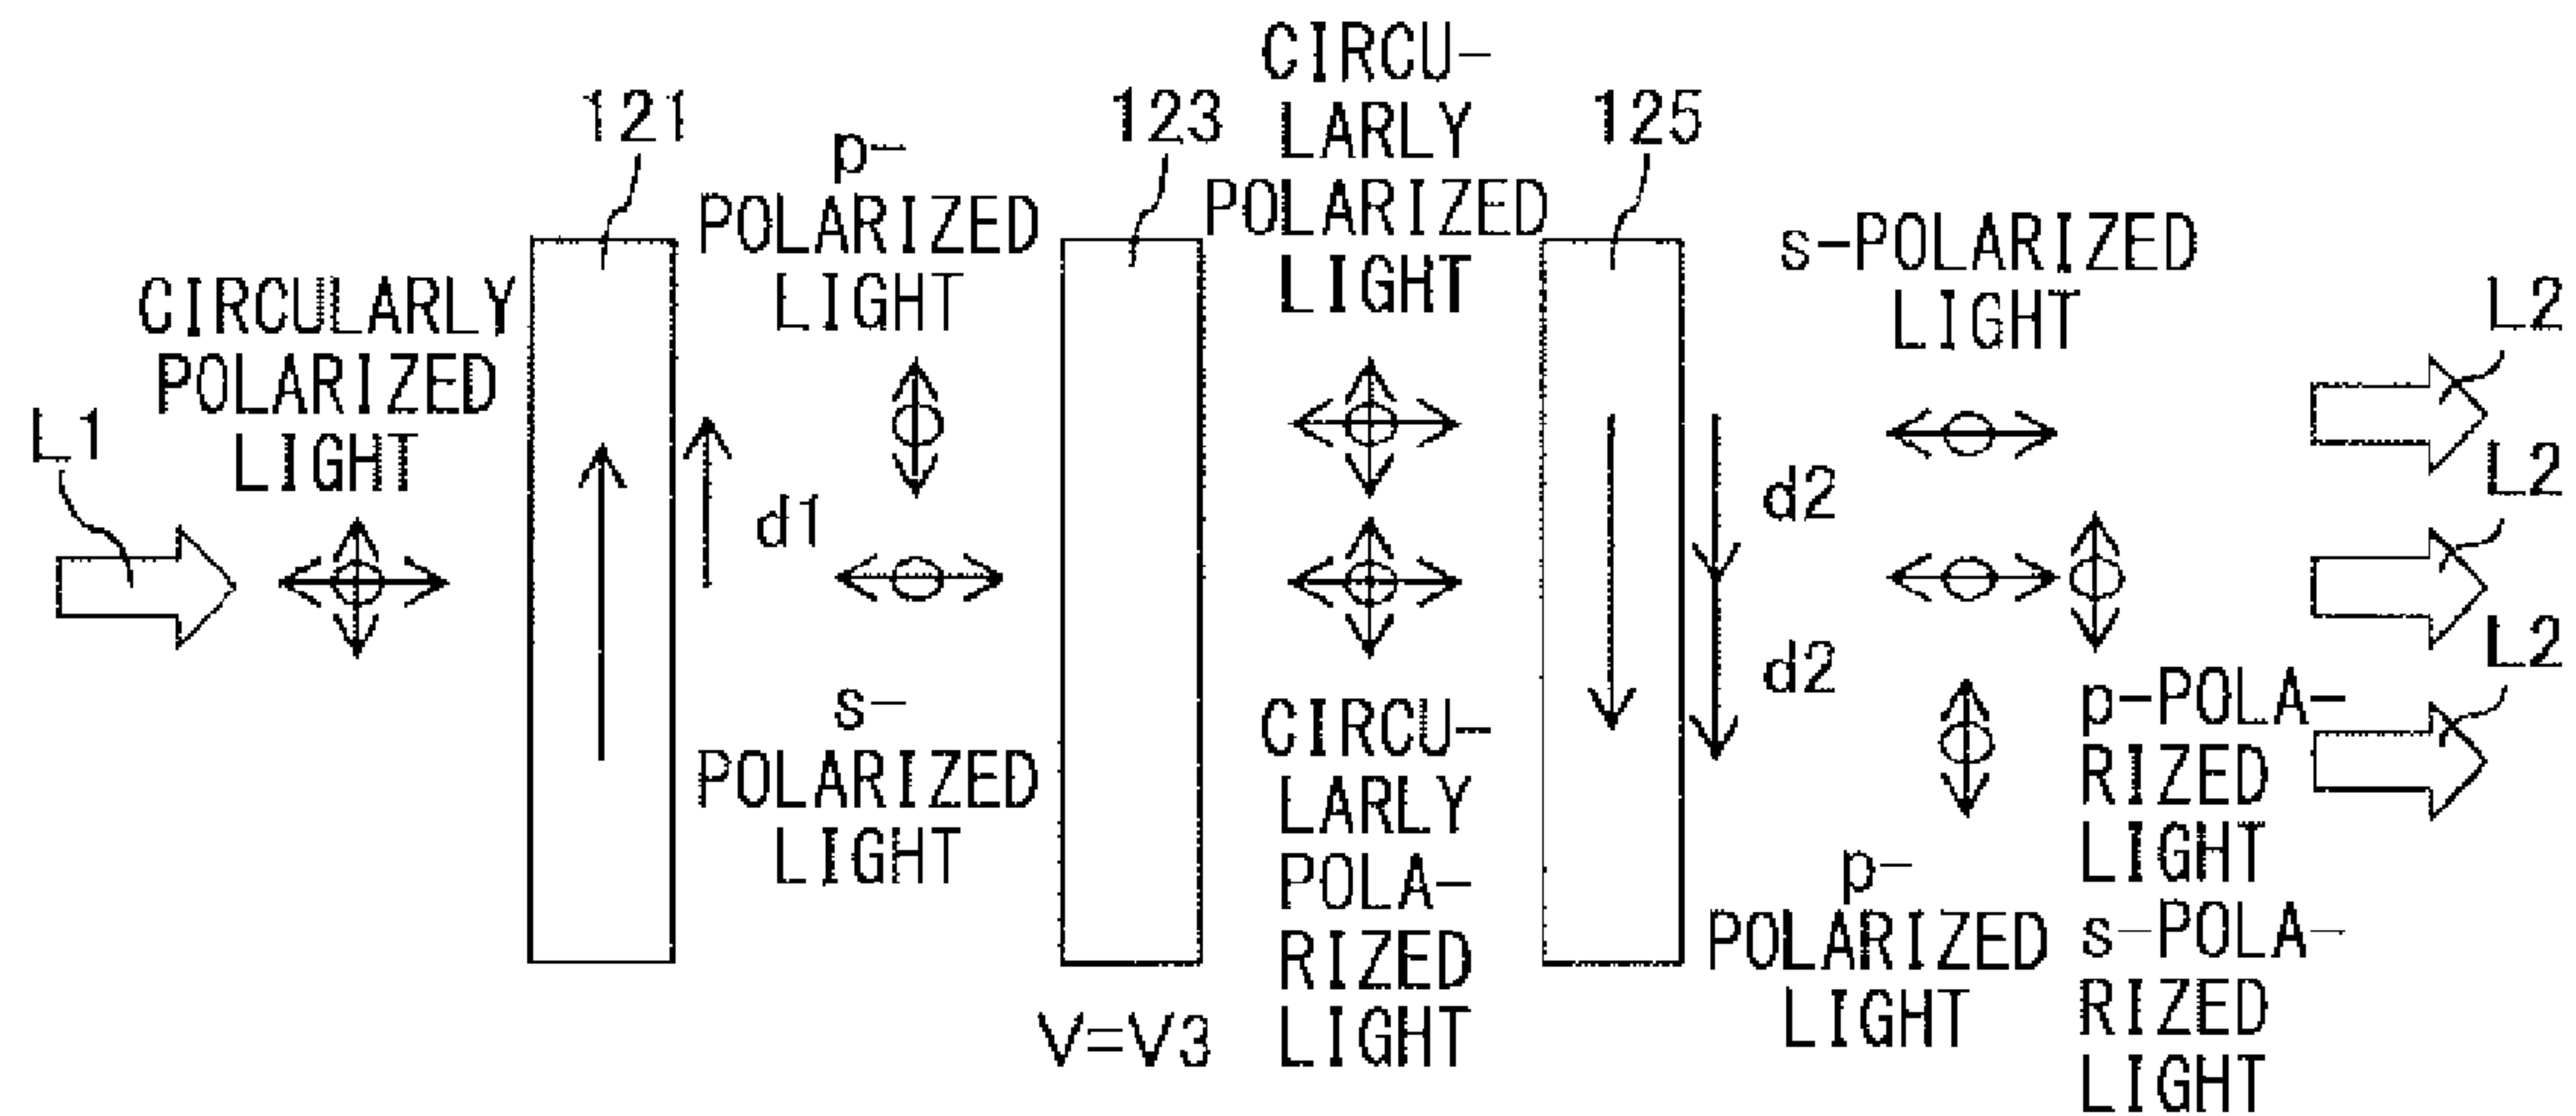 CIRCU-
LARLY
POLARIZED
LIGHT
121
123
125
p-
POLARIZED
LIGHT
s-POLARIZED
LIGHT
CIRCULARLY
POLARIZED
LIGHT
L1
L2
L2
L2
d1
d2
d2
s-
POLARIZED
LIGHT
CIRCU-
LARLY
POLA-
RIZED
LIGHT
p-
POLARIZED
LIGHT
p-POLA-
RIZED
LIGHT
s-POLA-
RIZED
LIGHT
V=V3